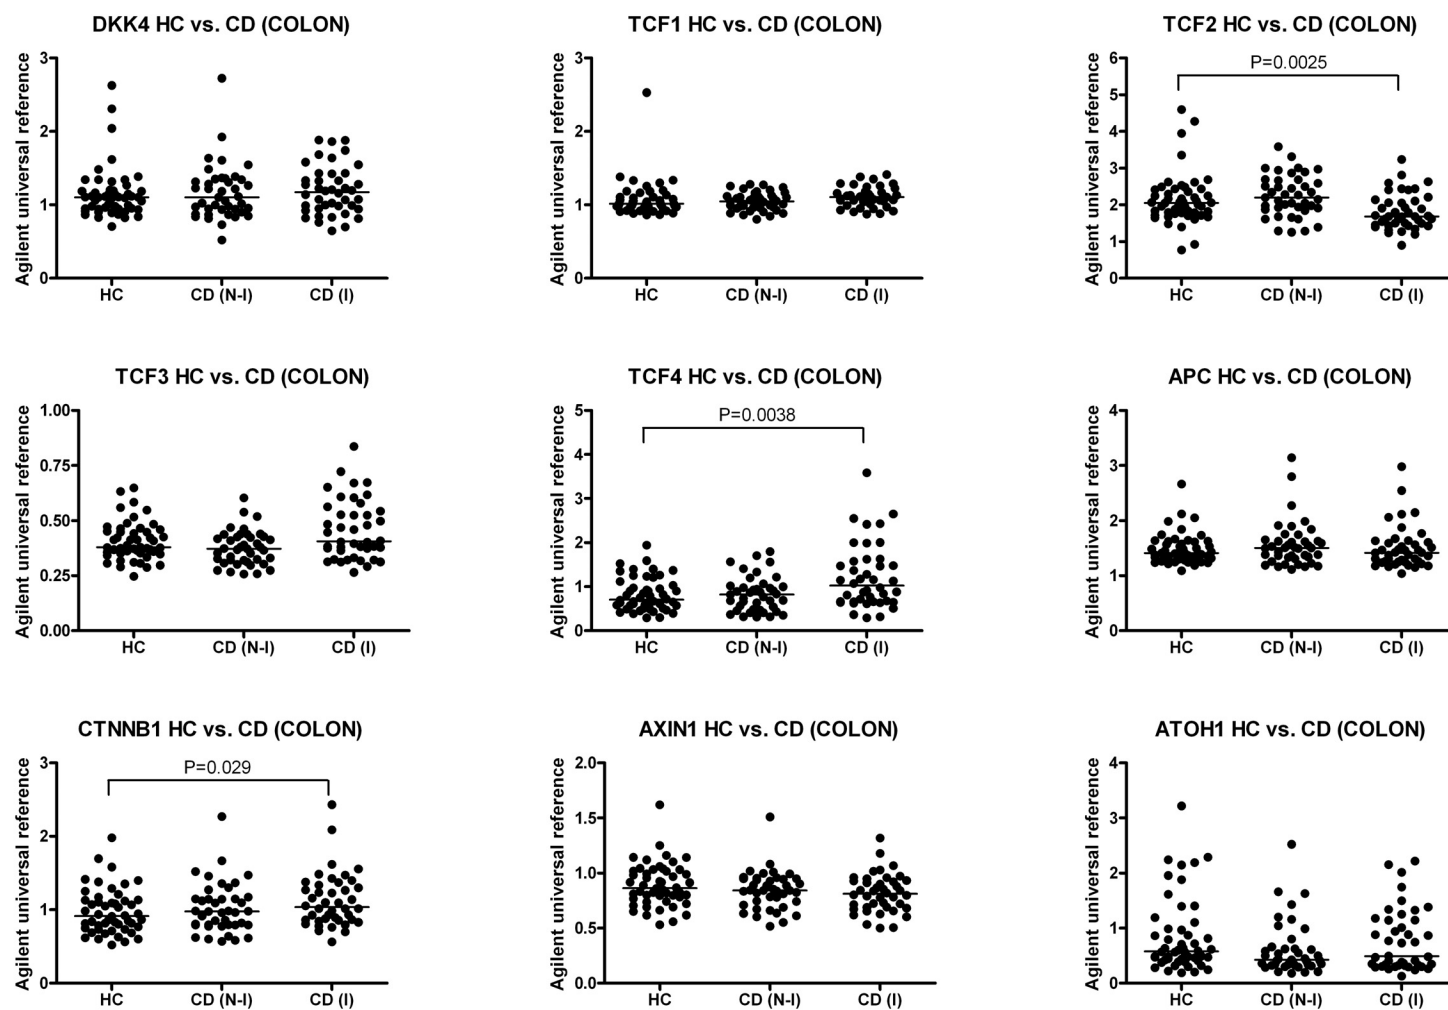 DKK4 HC vs. CD (COLON)
Agilent universal reference
3
2
1
0
HC
CD (N-I)
CD (I)
TCF1 HC vs. CD (COLON)
Agilent universal reference
3
2
1
0
HC
CD (N-I)
CD (I)
TCF2 HC vs. CD (COLON)
Agilent universal reference
6
5
4
3
2
1
0
P=0.0025
HC
CD (N-I)
CD (I)
TCF3 HC vs. CD (COLON)
Agilent universal reference
1.00
0.75
0.50
0.25
0.00
HC
CD (N-I)
CD (I)
TCF4 HC vs. CD (COLON)
Agilent universal reference
5
4
3
2
1
0
P=0.0038
HC
CD (N-I)
CD (I)
APC HC vs. CD (COLON)
Agilent universal reference
4
3
2
1
0
HC
CD (N-I)
CD (I)
CTNNB1 HC vs. CD (COLON)
Agilent universal reference
3
2
1
0
P=0.029
HC
CD (N-I)
CD (I)
AXIN1 HC vs. CD (COLON)
Agilent universal reference
2.0
1.5
1.0
0.5
0.0
HC
CD (N-I)
CD (I)
ATOH1 HC vs. CD (COLON)
Agilent universal reference
4
3
2
1
0
HC
CD (N-I)
CD (I)